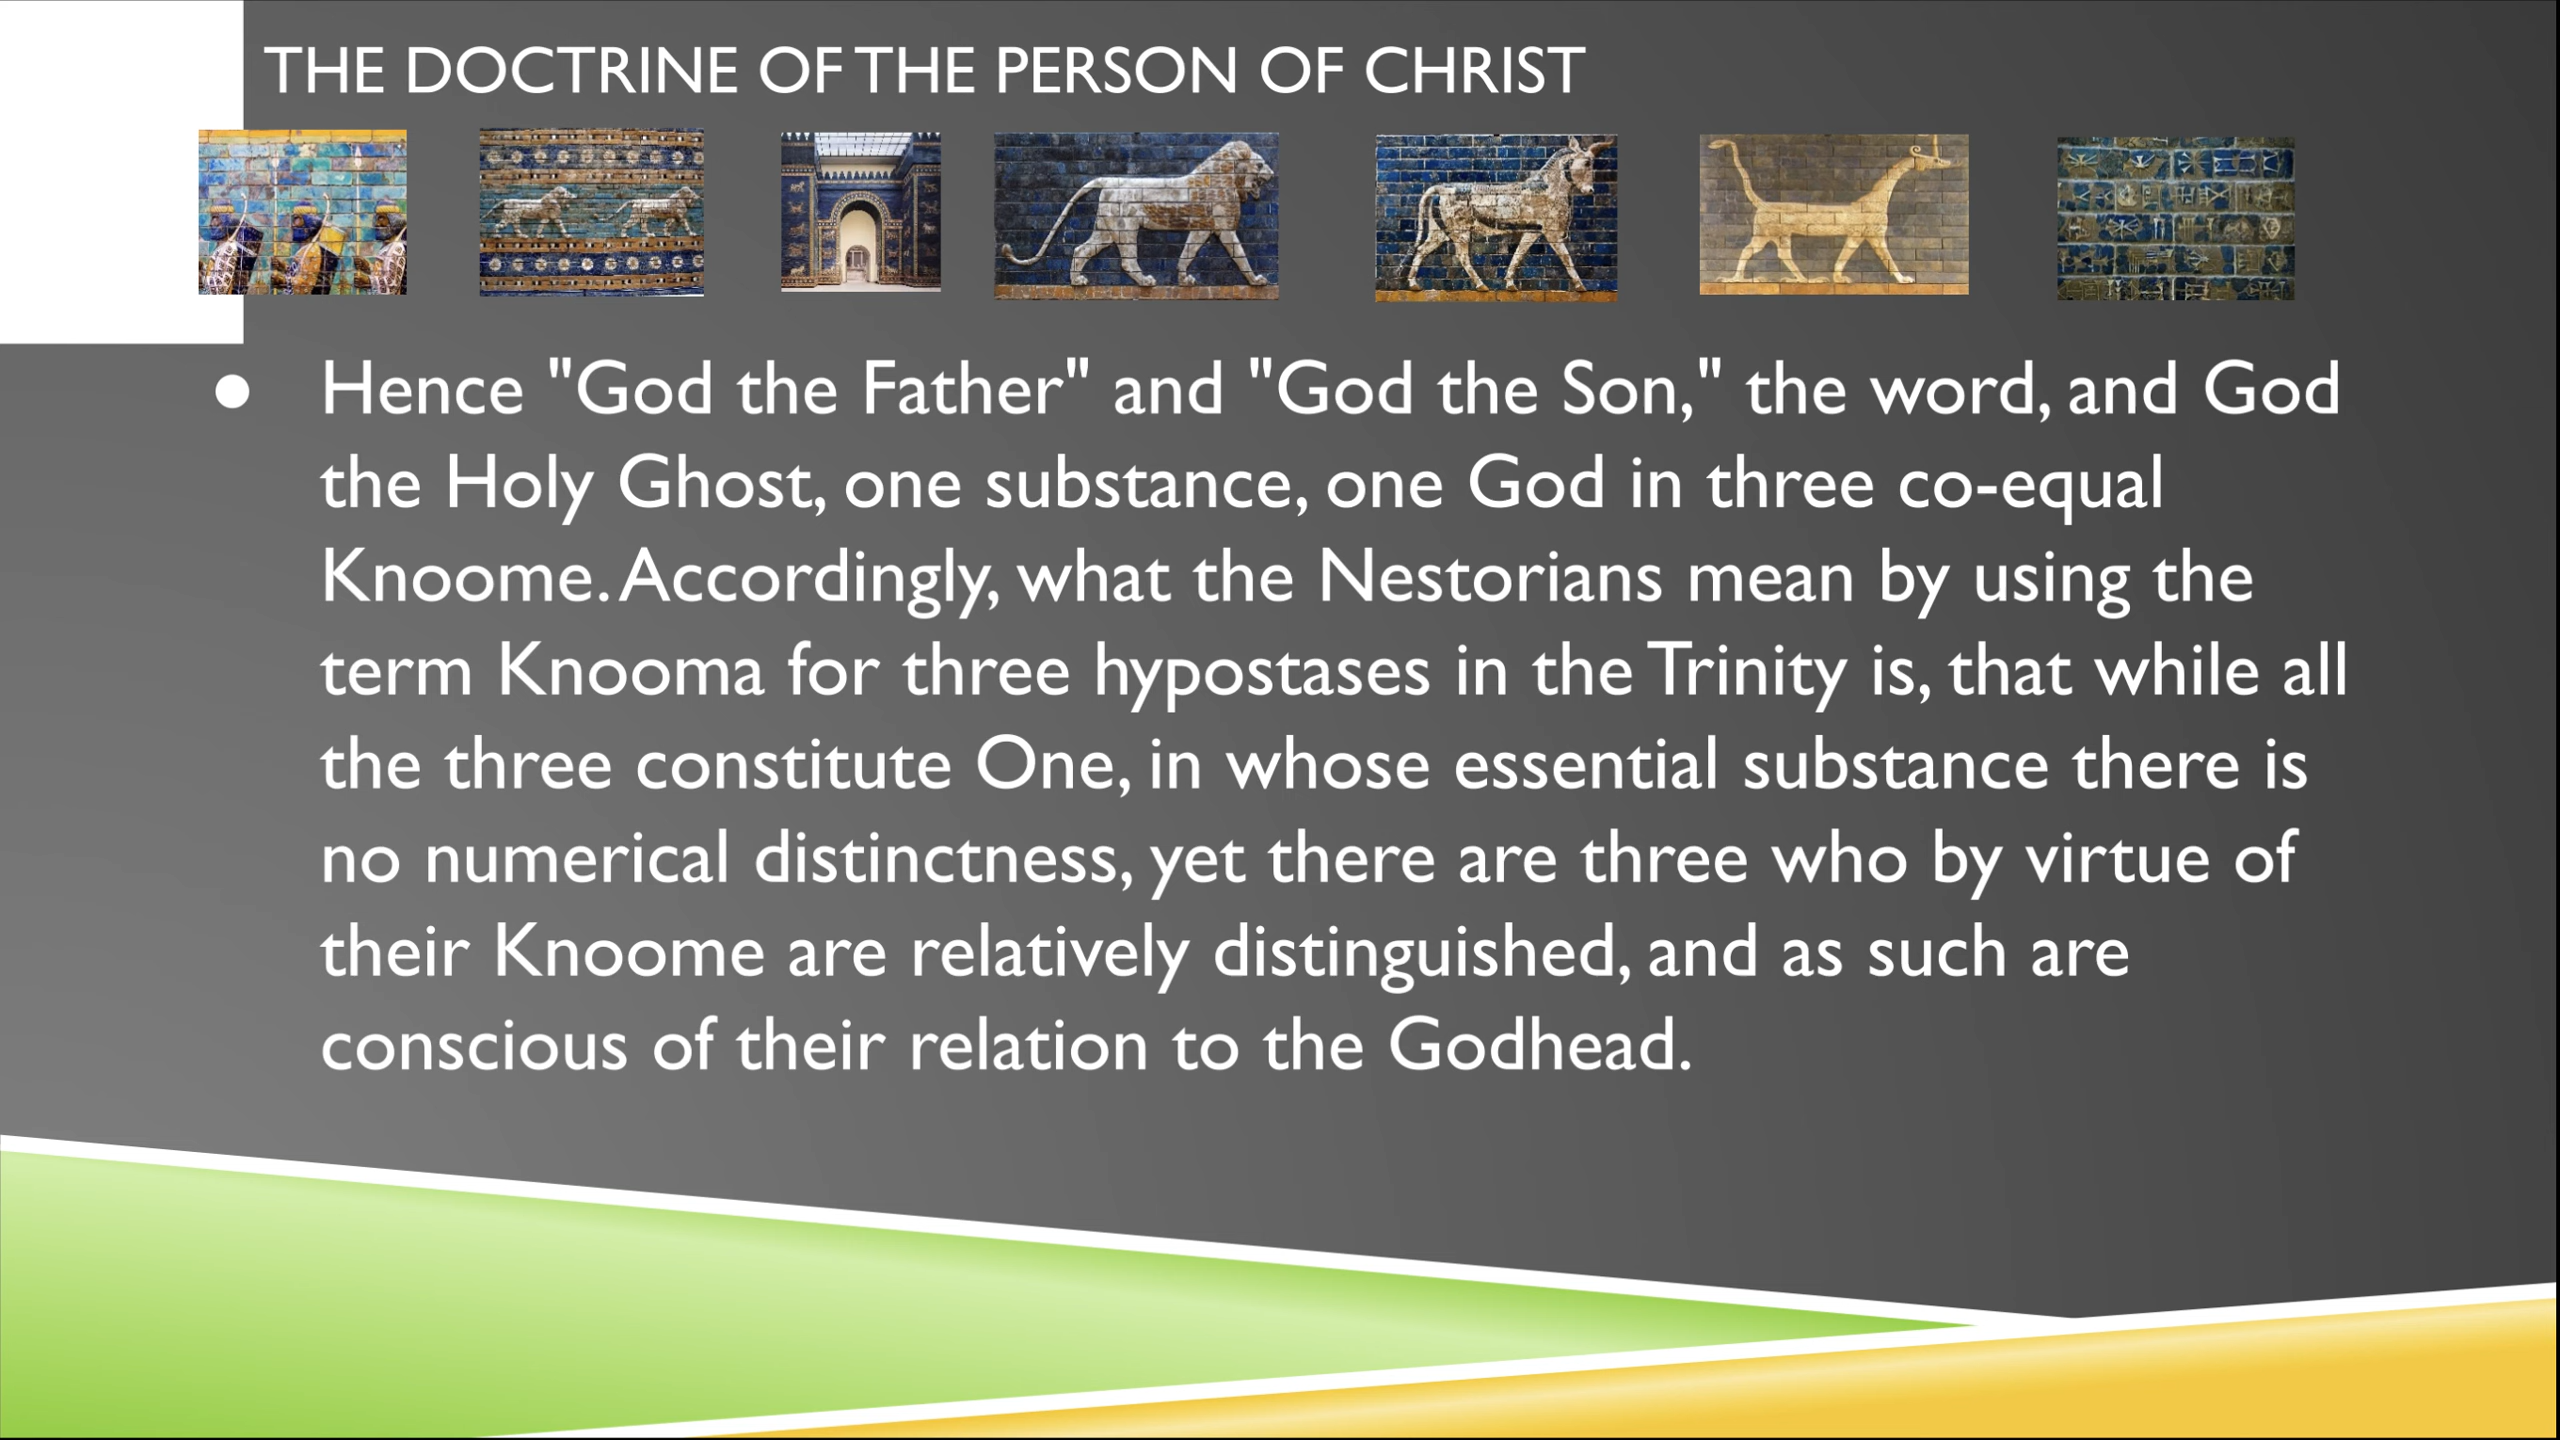 THE DOCTRINE OF THE PERSON OF CHRIST
● Hence "God the Father" and "God the Son," the word, and God
the Holy Ghost, one substance, one God in three co-equal
Knoome. Accordingly, what the Nestorians mean by using the
term Knooma for three hypostases in the Trinity is, that while all
the three constitute One, in whose essential substance there is
no numerical distinctness, yet there are three who by virtue of
their Knoome are relatively distinguished, and as such are
conscious of their relation to the Godhead.